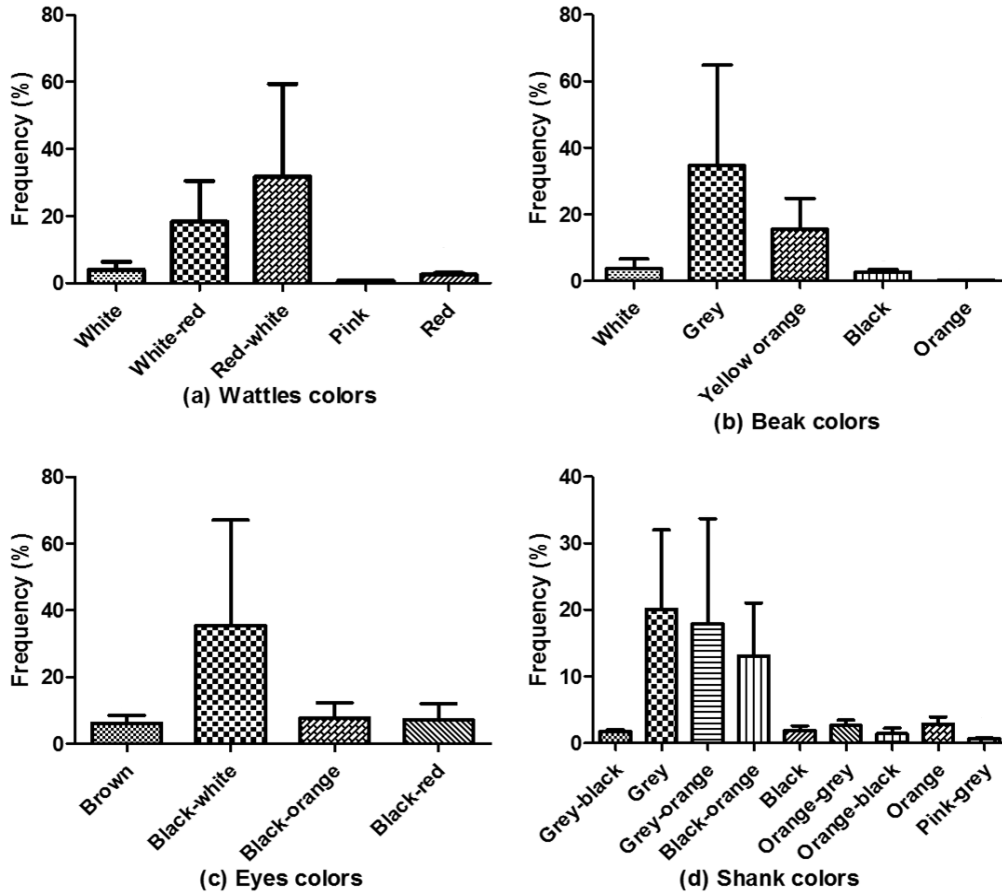 Frequency (%)
80
60
40
20
0
White
White-red
Red-white
Pink
Red
(a) Wattles colors
Frequency (%)
80
60
40
20
0
White
Grey
Yellow orange
Black
Orange
(b) Beak colors
Frequency (%)
80
60
40
20
0
Brown
Black-white
Black-orange
Black-red
(c) Eyes colors
Frequency (%)
40
30
20
10
0
Grey-black
Grey
Grey-orange
Black-orange
Black
Orange-grey
Orange-black
Orange
Pink-grey
(d) Shank colors